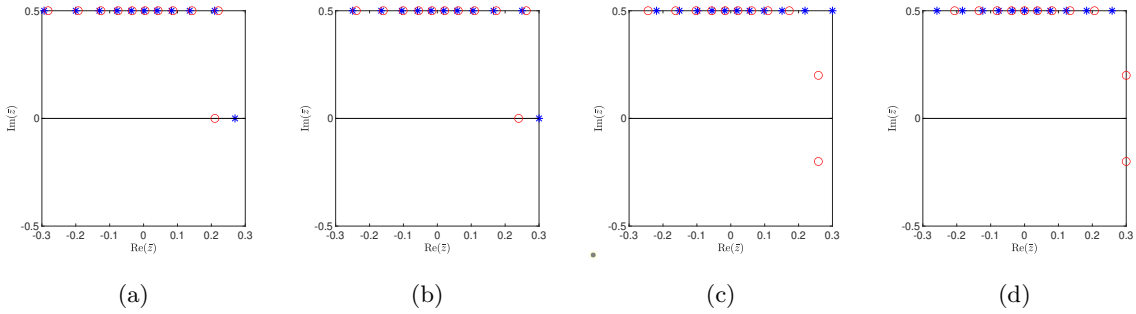 0.5 0.5 0.5 0.5
Im(z̄) 0 Im(z̄) 0 Im(z̄) 0 Im(z̄) 0
-0.5 -0.5 -0.5 -0.5
-0.3 -0.2 -0.1 0 0.1 0.2 0.3 -0.3 -0.2 -0.1 0 0.1 0.2 0.3 -0.3 -0.2 -0.1 0 0.1 0.2 0.3 -0.3 -0.2 -0.1 0 0.1 0.2 0.3
Re(z̄) Re(z̄) Re(z̄) Re(z̄)
(a) (b) (c) (d)